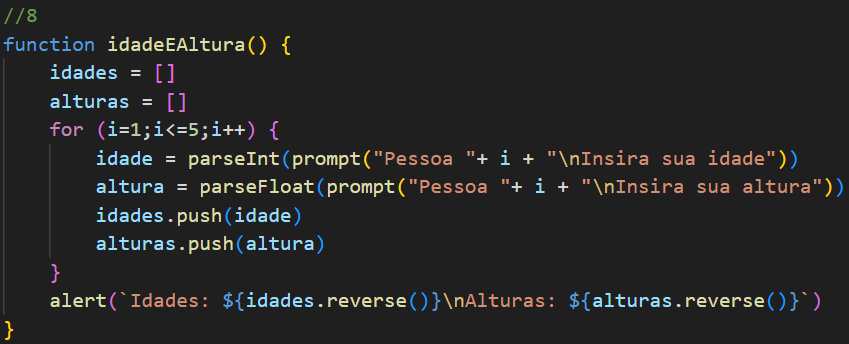 //8
function idadeEAltura() {
    idades = []
    alturas = []
    for (i=1;i<=5;i++) {
        idade = parseInt(prompt("Pessoa "+ i + "\nInsira sua idade"))
        altura = parseFloat(prompt("Pessoa "+ i + "\nInsira sua altura"))
        idades.push(idade)
        alturas.push(altura)
    }
    alert(`Idades: ${idades.reverse()}\nAlturas: ${alturas.reverse()}`)
}